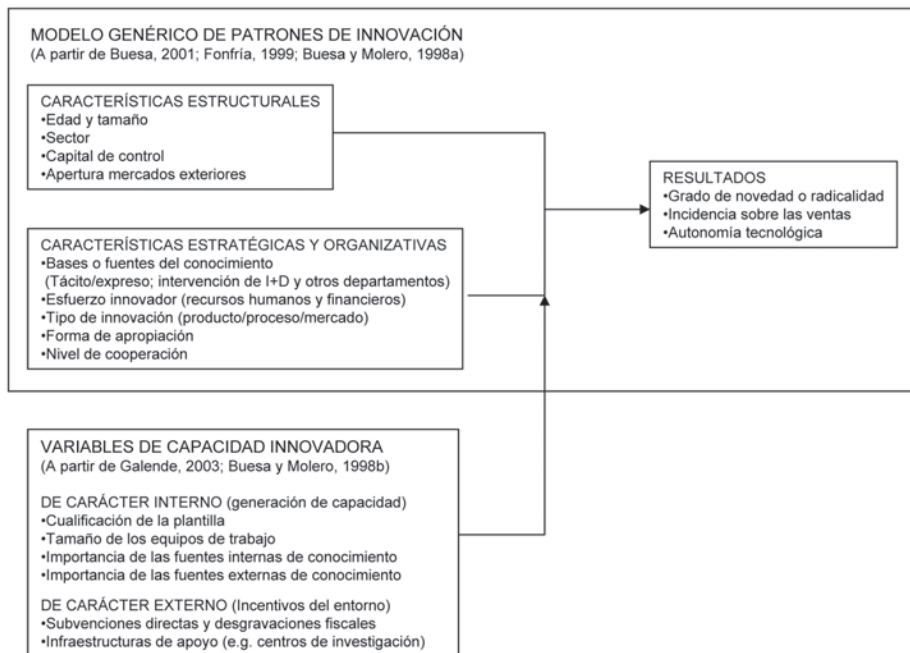 MODELO GENÉRICO DE PATRONES DE INNOVACIÓN
(A partir de Buesa, 2001; Fonfría, 1999; Buesa y Molero, 1998a)
CARACTERÍSTICAS ESTRUCTURALES
•Edad y tamaño
•Sector
•Capital de control
•Apertura mercados exteriores
RESULTADOS
•Grado de novedad o radicalidad
•Incidencia sobre las ventas
•Autonomía tecnológica
CARACTERÍSTICAS ESTRATÉGICAS Y ORGANIZATIVAS
•Bases o fuentes del conocimiento
(Tácito/expreso; intervención de I+D y otros departamentos)
•Esfuerzo innovador (recursos humanos y financieros)
•Tipo de innovación (producto/proceso/mercado)
•Forma de apropiación
•Nivel de cooperación
VARIABLES DE CAPACIDAD INNOVADORA
(A partir de Galende, 2003; Buesa y Molero, 1998b)
DE CARÁCTER INTERNO (generación de capacidad)
•Cualificación de la plantilla
•Tamaño de los equipos de trabajo
•Importancia de las fuentes internas de conocimiento
•Importancia de las fuentes externas de conocimiento
DE CARÁCTER EXTERNO (Incentivos del entorno)
•Subvenciones directas y desgravaciones fiscales
•Infraestructuras de apoyo (e.g. centros de investigación)